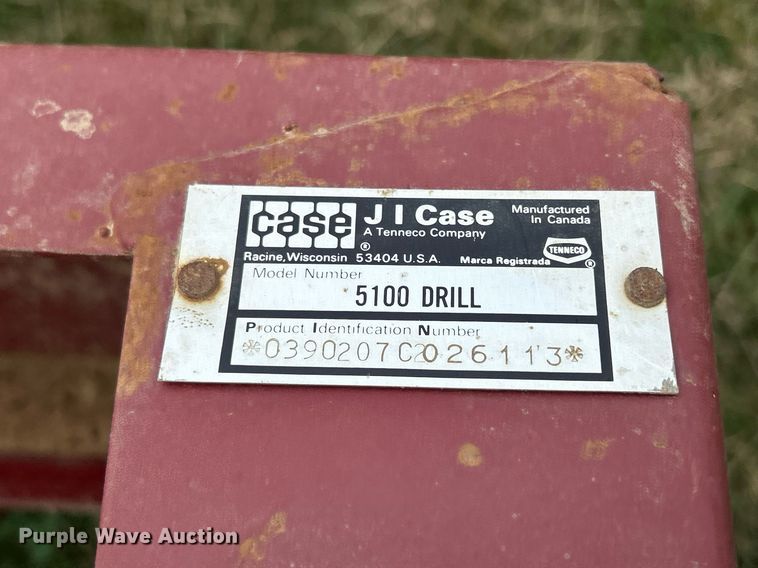 case
J I Case
A Tenneco Company
Manufactured
In Canada
®
TENNECO
®
Racine, Wisconsin 53404 U.S.A.
Marca Registrada
Model Number
5100 DRILL
Product Identification Number
*0390207C2026113*
Purple Wave Auction